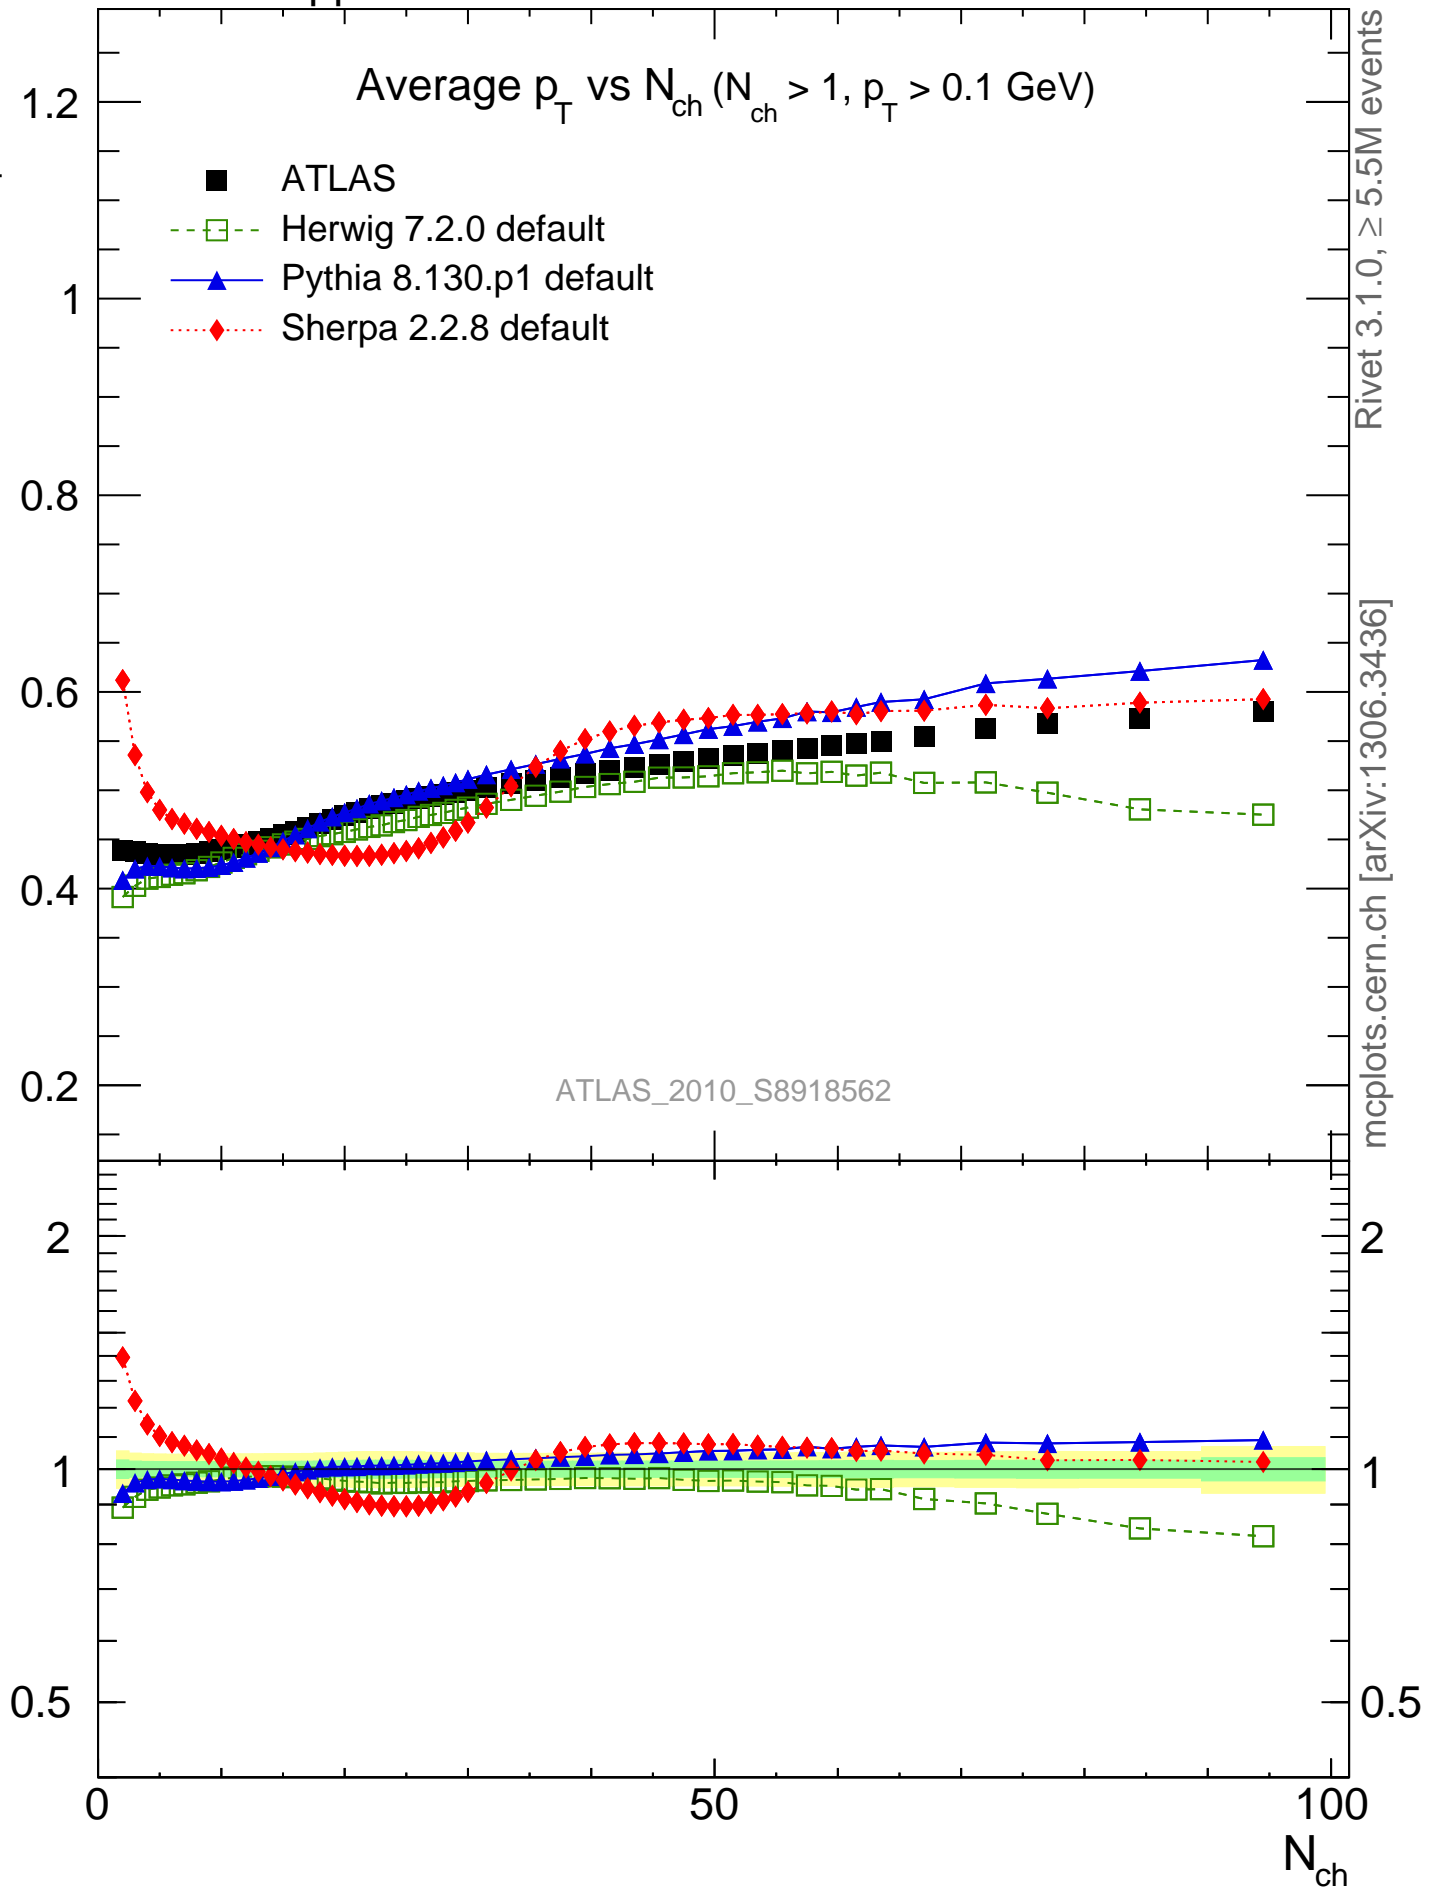 Average p_T vs N_ch (N_ch > 1, p_T > 0.1 GeV)
ATLAS
Herwig 7.2.0 default
Pythia 8.130.p1 default
Sherpa 2.2.8 default
1.2
1
0.8
0.6
0.4
0.2
ATLAS_2010_S8918562
Rivet 3.1.0, ≥ 5.5M events
mcplots.cern.ch [arXiv:1306.3436]
2
1
0.5
2
1
0.5
0
50
100
N_ch